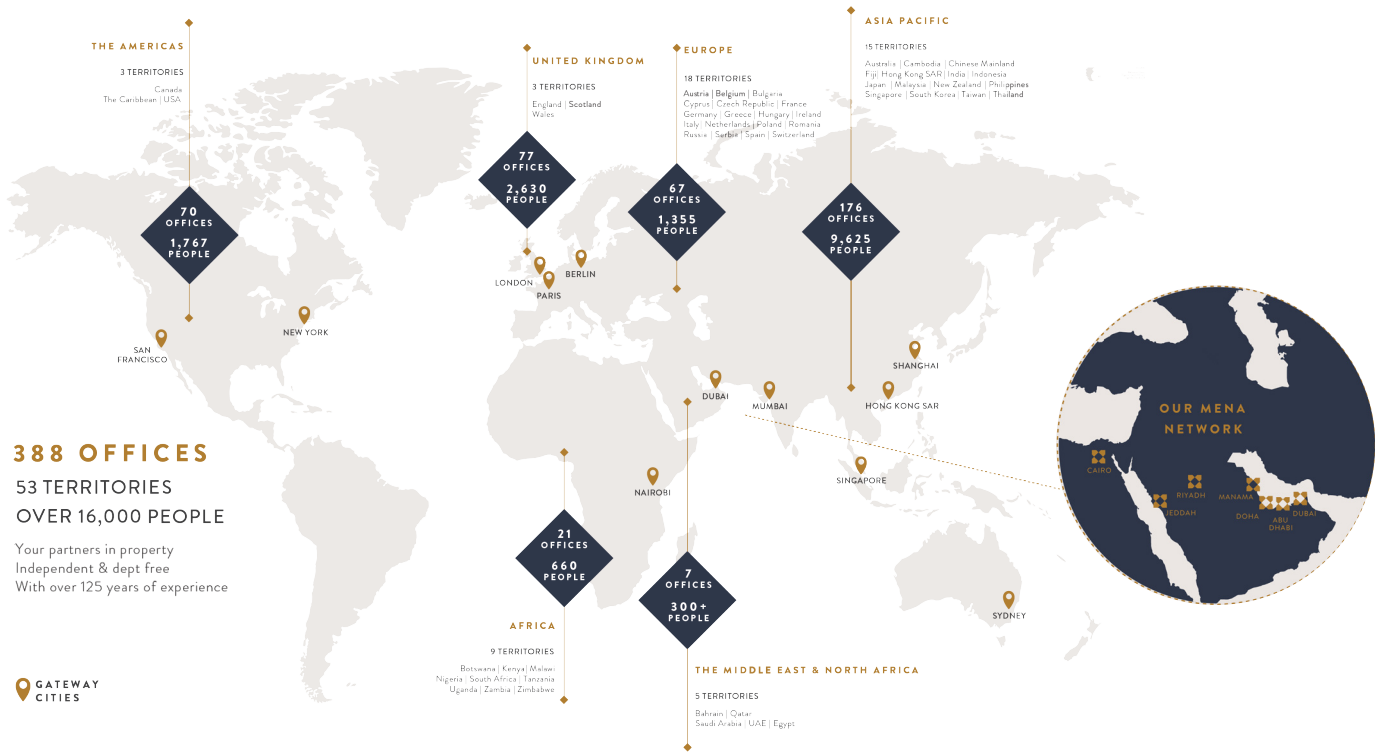 THE AMERICAS
3 TERRITORIES
Canada
The Caribbean | USA
70
OFFICES
1,767
PEOPLE
UNITED KINGDOM
3 TERRITORIES
England | Scotland
Wales
77
OFFICES
2,630
PEOPLE
EUROPE
18 TERRITORIES
Austria | Belgium | Bulgaria
Cyprus | Czech Republic | France
Germany | Greece | Hungary | Ireland
Italy | Netherlands | Poland | Romania
Russia | Serbia | Spain | Switzerland
67
OFFICES
1,355
PEOPLE
ASIA PACIFIC
15 TERRITORIES
Australia | Cambodia | Chinese Mainland
Fiji | Hong Kong SAR | India | Indonesia
Japan | Malaysia | New Zealand | Philippines
Singapore | South Korea | Taiwan | Thailand
176
OFFICES
9,625
PEOPLE
LONDON
BERLIN
PARIS
NEW YORK
SAN
FRANCISCO
SHANGHAI
DUBAI
MUMBAI
HONG KONG SAR
SINGAPORE
NAIROBI
SYDNEY
OUR MENA
NETWORK
CAIRO
RIYADH
MANAMA
JEDDAH
DOHA
ABU
DHABI
DUBAI
388 OFFICES
53 TERRITORIES
OVER 16,000 PEOPLE
Your partners in property
Independent & dept free
With over 125 years of experience
21
OFFICES
660
PEOPLE
AFRICA
9 TERRITORIES
Botswana | Kenya | Malawi
Nigeria | South Africa | Tanzania
Uganda | Zambia | Zimbabwe
7
OFFICES
300+
PEOPLE
THE MIDDLE EAST & NORTH AFRICA
5 TERRITORIES
Bahrain | Qatar
Saudi Arabia | UAE | Egypt
GATEWAY
CITIES